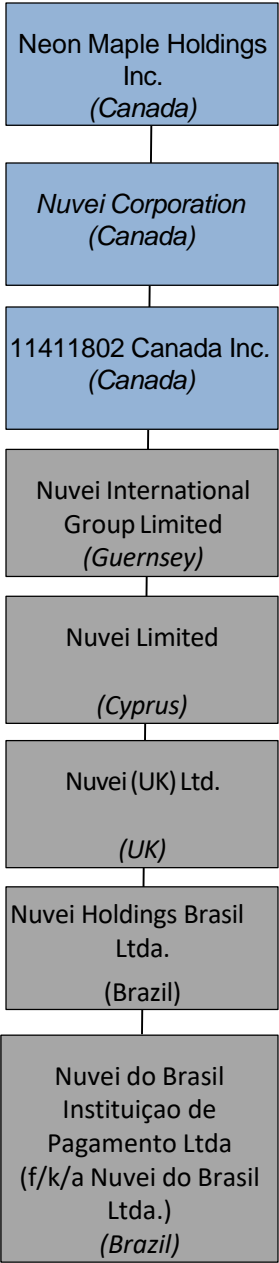 Neon Maple Holdings
Inc.
(Canada)
Nuvei Corporation
(Canada)
11411802 Canada Inc.
(Canada)
Nuvei International
Group Limited
(Guernsey)
Nuvei Limited
(Cyprus)
Nuvei (UK) Ltd.
(UK)
Nuvei Holdings Brasil
Ltda.
(Brazil)
Nuvei do Brasil
Instituiçao de
Pagamento Ltda
(f/k/a Nuvei do Brasil
Ltda.)
(Brazil)